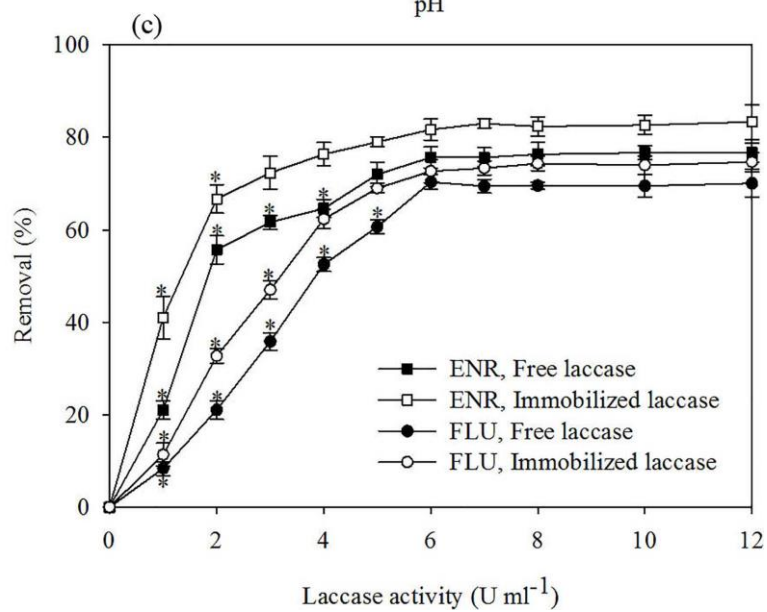 pH
(c)
100
80
60
40
20
0
Removal (%)
* * * * * * * * * * * * *
ENR, Free laccase
ENR, Immobilized laccase
FLU, Free laccase
FLU, Immobilized laccase
0 2 4 6 8 10 12
Laccase activity (U ml⁻¹)